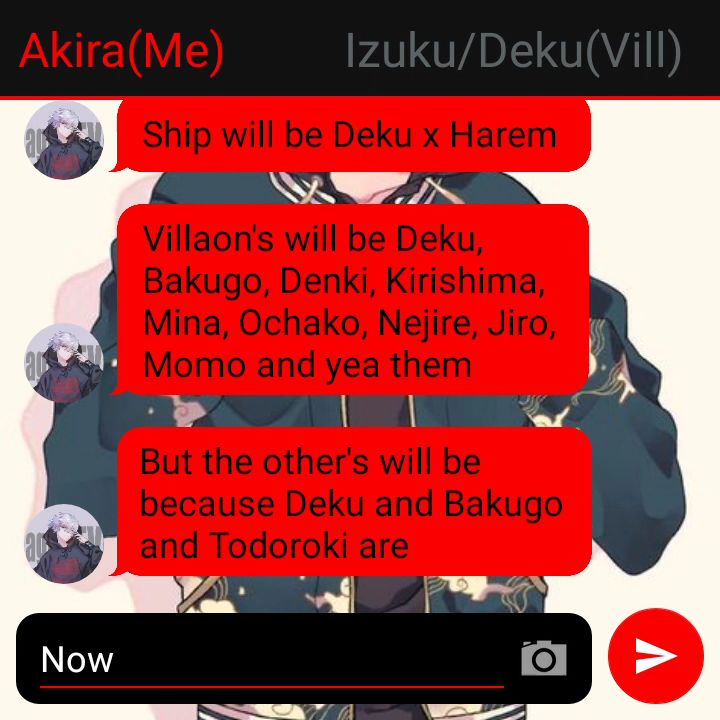 Akira(Me) Izuku/Deku(Vill)
Ship will be Deku x Harem
Villaon's will be Deku,
Bakugo, Denki, Kirishima,
Mina, Ochako, Nejire, Jiro,
Momo and yea them
But the other's will be
because Deku and Bakugo
and Todoroki are
Now